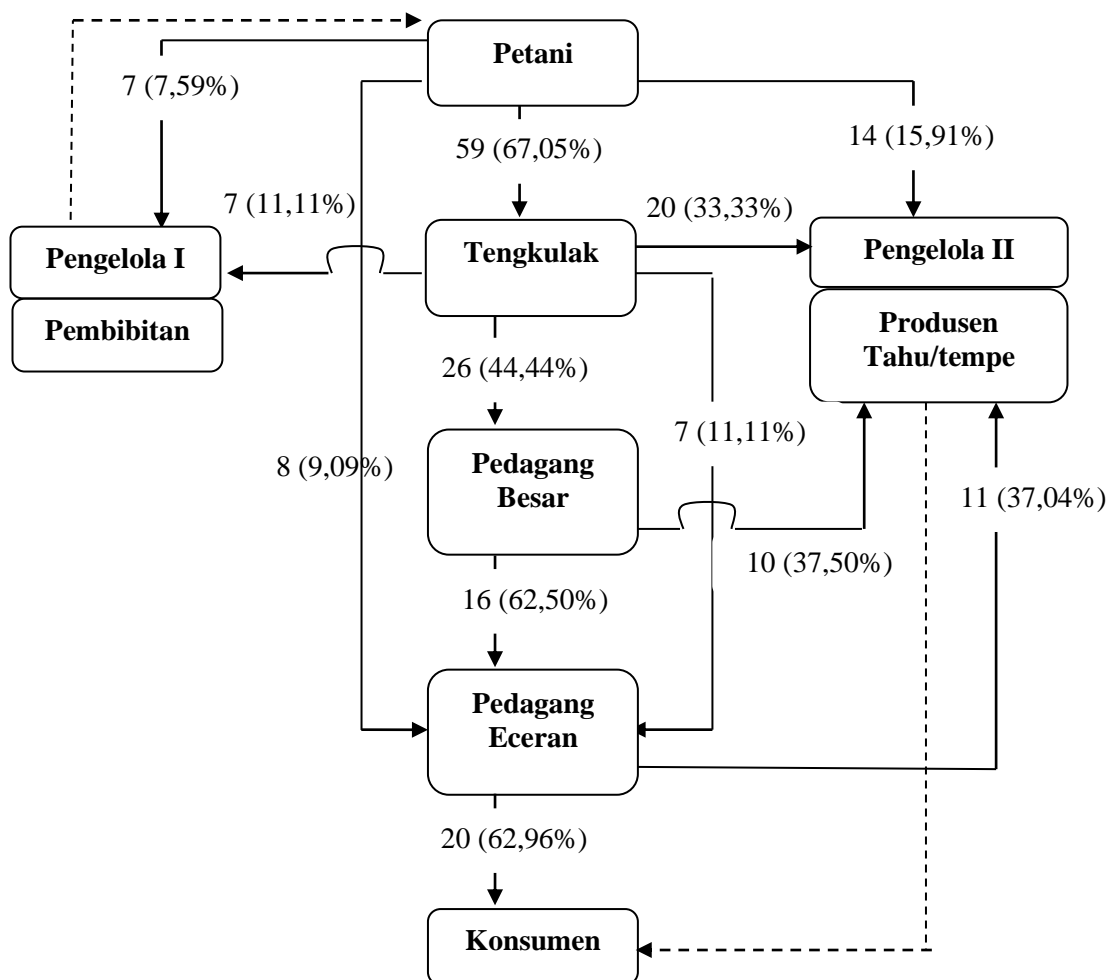 Petani
7 (7,59%)
59 (67,05%)
14 (15,91%)
7 (11,11%)
20 (33,33%)
Pengelola I
Tengkulak
Pengelola II
Pembibitan
Produsen
Tahu/tempe
26 (44,44%)
7 (11,11%)
8 (9,09%)
Pedagang
Besar
11 (37,04%)
10 (37,50%)
16 (62,50%)
Pedagang
Eceran
20 (62,96%)
Konsumen